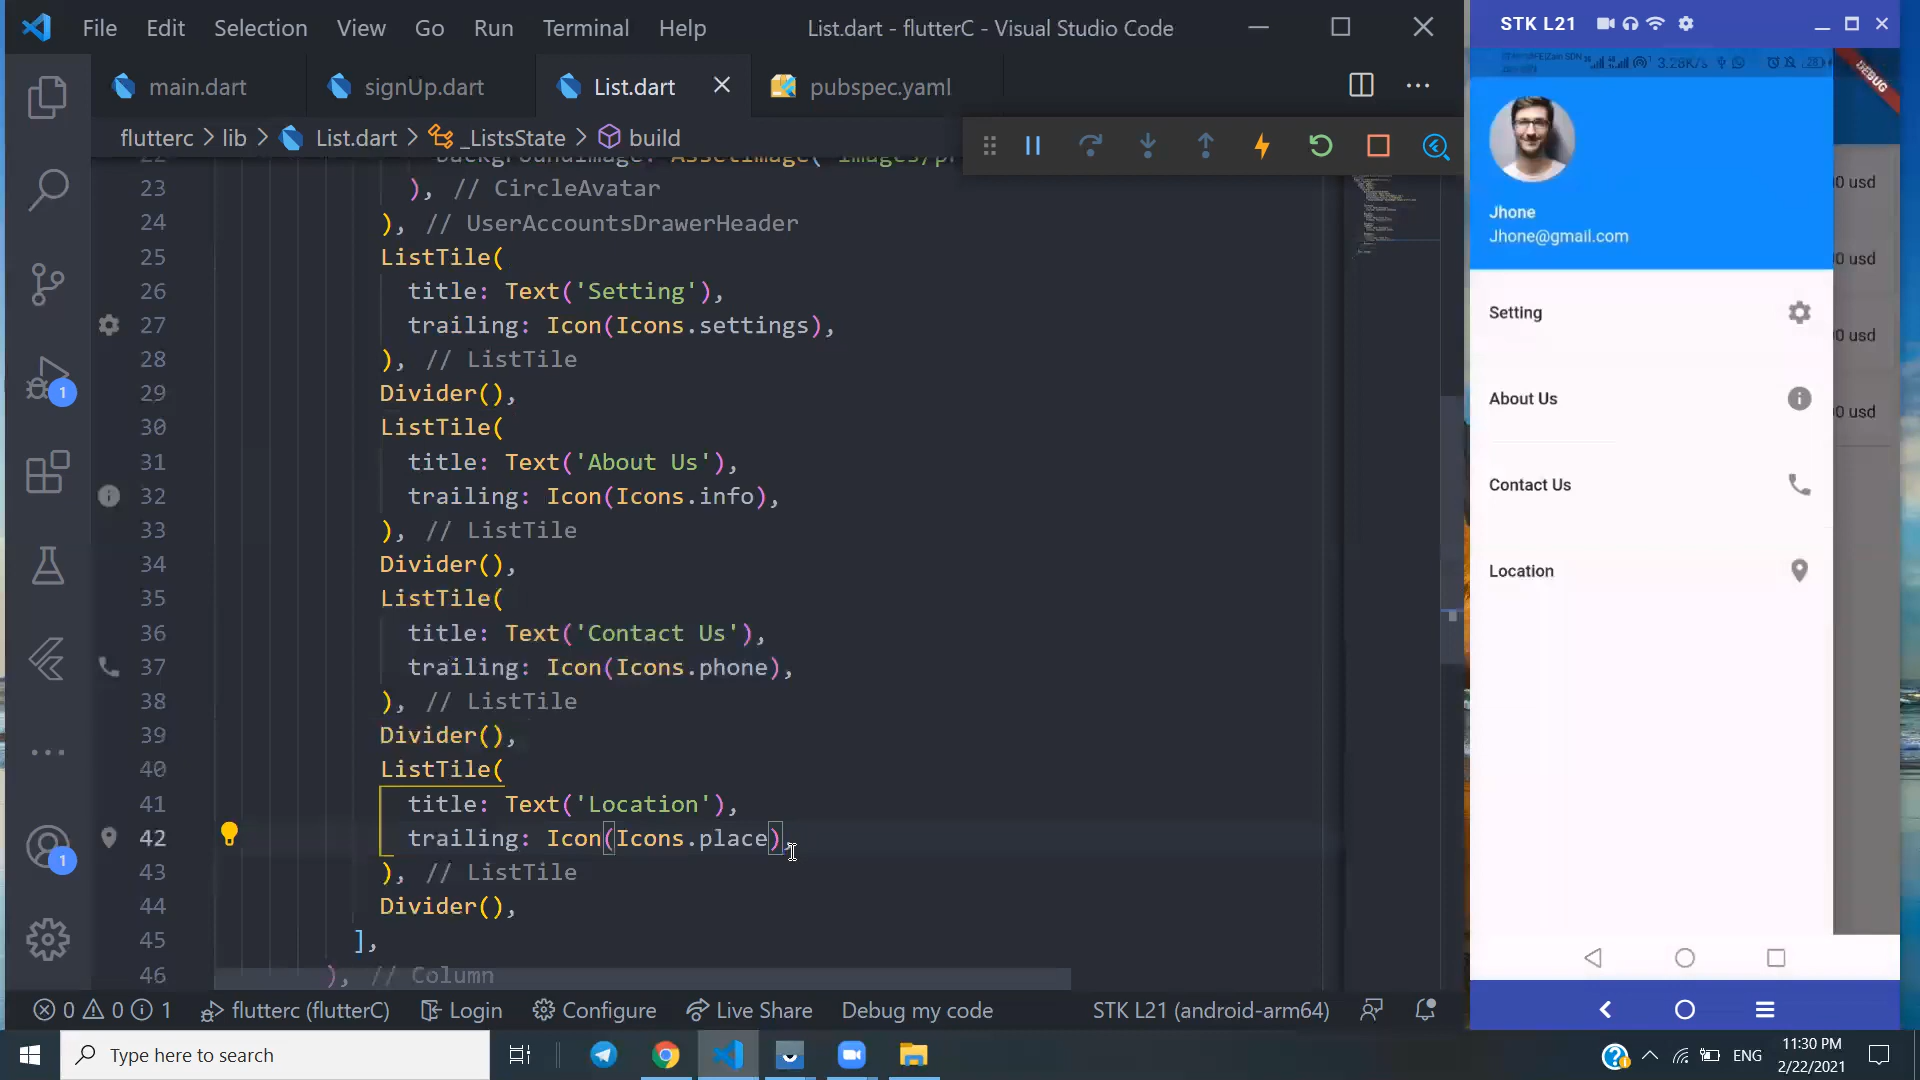 File Edit Selection View Go Run Terminal Help List.dart - flutterC - Visual Studio Code
main.dart signUp.dart List.dart pubspec.yaml
flutterc > lib > List.dart > _ListsState > build
23 ), // CircleAvatar
24 ), // UserAccountsDrawerHeader
25 ListTile(
26 title: Text('Setting'),
27 trailing: Icon(Icons.settings),
28 ), // ListTile
29 Divider(),
30 ListTile(
31 title: Text('About Us'),
32 trailing: Icon(Icons.info),
33 ), // ListTile
34 Divider(),
35 ListTile(
36 title: Text('Contact Us'),
37 trailing: Icon(Icons.phone),
38 ), // ListTile
39 Divider(),
40 ListTile(
41 title: Text('Location'),
42 trailing: Icon(Icons.place),
43 ), // ListTile
44 Divider(),
45 ],
46 ), // Column
1
1
0 0 1 flutterc (flutterC) Login Configure Live Share Debug my code STK L21 (android-arm64)
STK L21
3.28K/s 28
DEBUG
Jhone
Jhone@gmail.com
0 usd
0 usd
0 usd
0 usd
Setting
About Us
Contact Us
Location
Type here to search
ENG
11:30 PM
2/22/2021